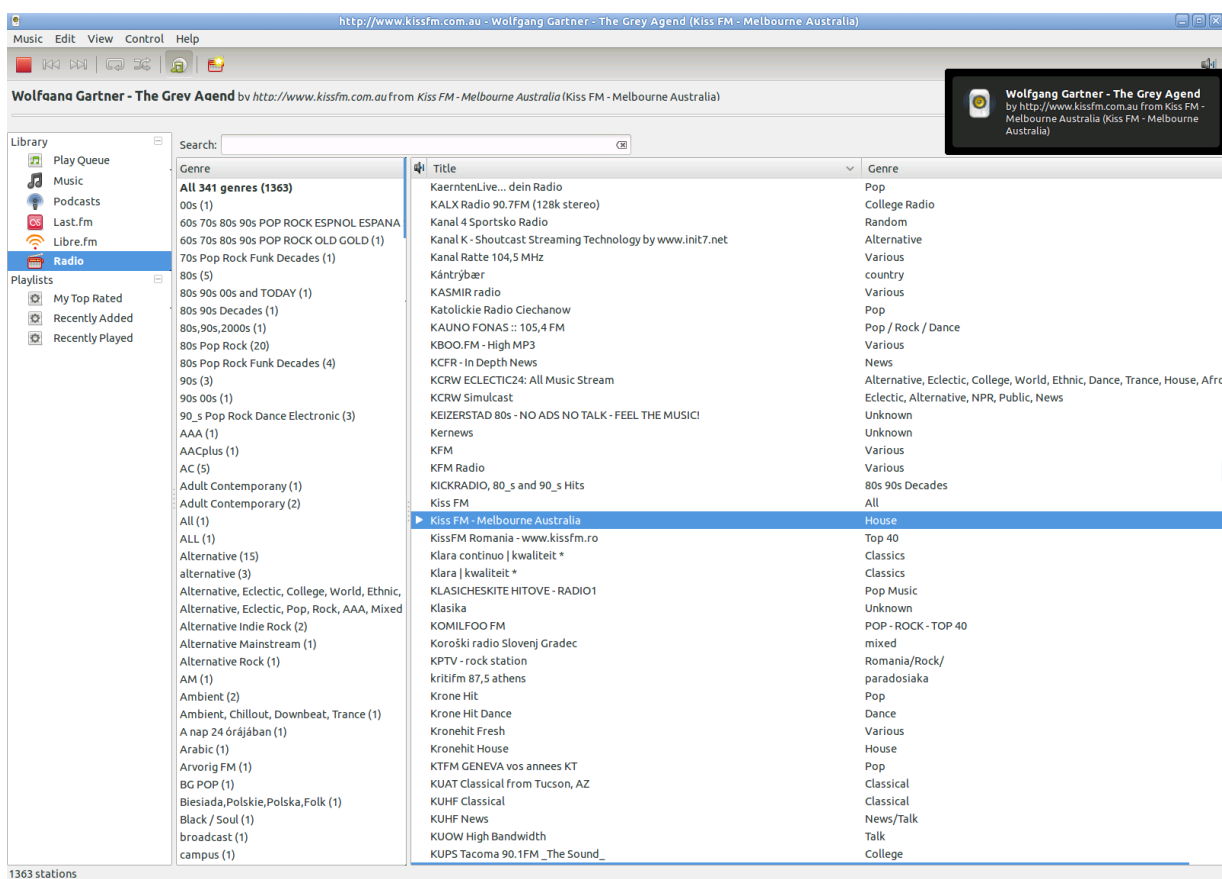 http://www.kissfm.com.au - Wolfgang Gartner - The Grey Agend (Kiss FM - Melbourne Australia)
Music Edit View Control Help
Wolfgang Gartner - The Grey Agend by http://www.kissfm.com.au from Kiss FM - Melbourne Australia (Kiss FM - Melbourne Australia)
Wolfgang Gartner - The Grey Agend
by http://www.kissfm.com.au from Kiss FM -
Melbourne Australia (Kiss FM - Melbourne
Australia)
Library
Play Queue
Music
Podcasts
Last.fm
Libre.fm
Radio
Playlists
My Top Rated
Recently Added
Recently Played
Search:
Genre
All 341 genres (1363)
00s (1)
60s 70s 80s 90s POP ROCK ESPNOL ESPANA
60s 70s 80s 90s POP ROCK OLD GOLD (1)
70s Pop Rock Funk Decades (1)
80s (5)
80s 90s 00s and TODAY (1)
80s 90s Decades (1)
80s,90s,2000s (1)
80s Pop Rock (20)
80s Pop Rock Funk Decades (4)
90s (3)
90s 00s (1)
90_s Pop Rock Dance Electronic (3)
AAA (1)
AACplus (1)
AC (5)
Adult Contemporany (1)
Adult Contemporary (2)
All (1)
ALL (1)
Alternative (15)
alternative (3)
Alternative, Eclectic, College, World, Ethnic,
Alternative, Eclectic, Pop, Rock, AAA, Mixed
Alternative Indie Rock (2)
Alternative Mainstream (1)
Alternative Rock (1)
AM (1)
Ambient (2)
Ambient, Chillout, Downbeat, Trance (1)
A nap 24 órájában (1)
Arabic (1)
Arvorig FM (1)
BG POP (1)
Biesiada,Polskie,Polska,Folk (1)
Black / Soul (1)
broadcast (1)
campus (1)
Title Genre
KaerntenLive... dein Radio Pop
KALX Radio 90.7FM (128k stereo) College Radio
Kanal 4 Sportsko Radio Random
Kanal K - Shoutcast Streaming Technology by www.init7.net Alternative
Kanal Ratte 104,5 MHz Various
Kántrýbær country
KASMIR radio Various
Katolickie Radio Ciechanow Pop
KAUNO FONAS :: 105,4 FM Pop / Rock / Dance
KBOO.FM - High MP3 Various
KCFR - In Depth News News
KCRW ECLECTIC24: All Music Stream Alternative, Eclectic, College, World, Ethnic, Dance, Trance, House, Afro
KCRW Simulcast Eclectic, Alternative, NPR, Public, News
KEIZERSTAD 80s - NO ADS NO TALK - FEEL THE MUSIC! Unknown
Kernews Unknown
KFM Various
KFM Radio Various
KICKRADIO, 80_s and 90_s Hits 80s 90s Decades
Kiss FM All
Kiss FM - Melbourne Australia House
KissFM Romania - www.kissfm.ro Top 40
Klara continuo | kwaliteit * Classics
Klara | kwaliteit * Classics
KLASICHESKITE HITOVE - RADIO1 Pop Music
Klasika Unknown
KOMILFOO FM POP - ROCK - TOP 40
Koroški radio Slovenj Gradec mixed
KPTV - rock station Romania/Rock/
kritifm 87,5 athens paradosiaka
Krone Hit Pop
Krone Hit Dance Dance
Kronehit Fresh Various
Kronehit House House
KTFM GENEVA vos annees KT Pop
KUAT Classical from Tucson, AZ Classical
KUHF Classical Classical
KUHF News News/Talk
KUOW High Bandwidth Talk
KUPS Tacoma 90.1FM _The Sound_ College
1363 stations